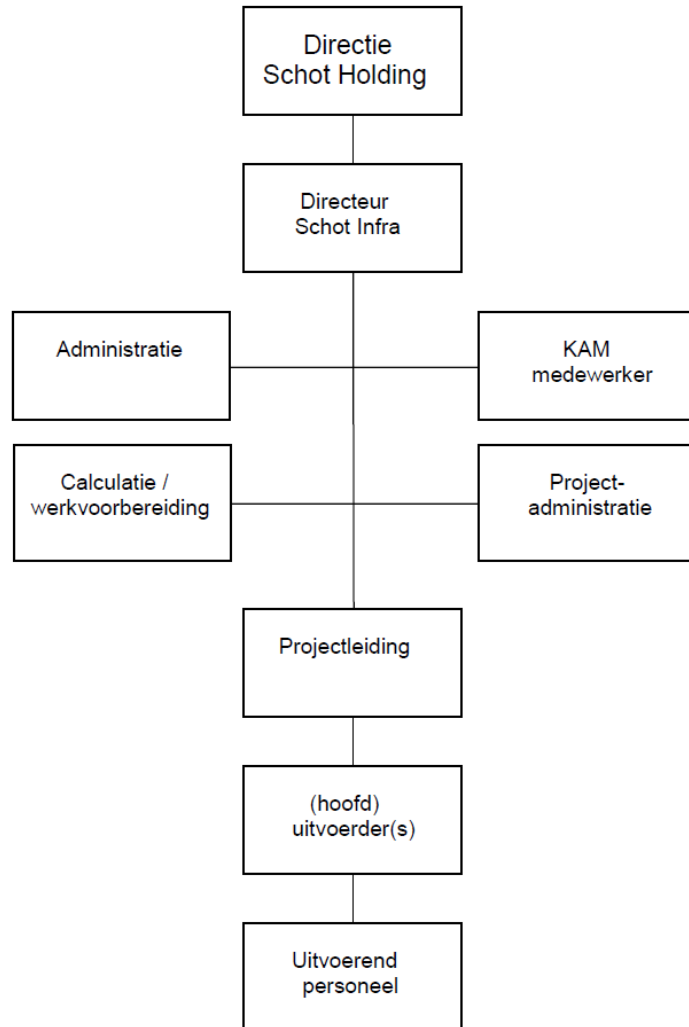 Directie
Schot Holding
Directeur
Schot Infra
Administratie
KAM
medewerker
Calculatie /
werkvoorbereiding
Project-
administratie
Projectleiding
(hoofd)
uitvoerder(s)
Uitvoerend
personeel